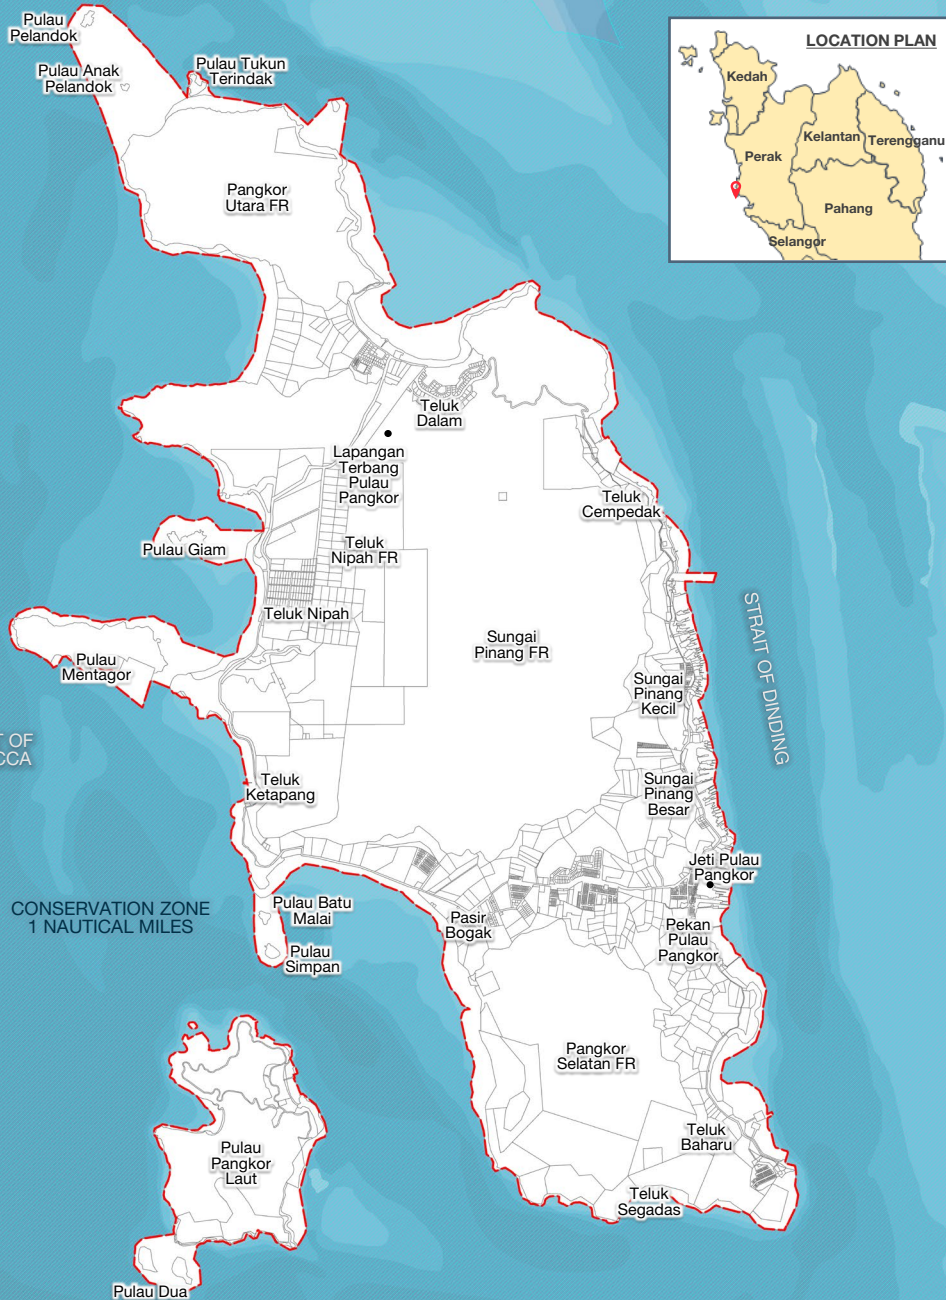 Pulau
Pelandok
Pulau Anak
Pelandok
Pulau Tukun
Terindak
LOCATION PLAN
Kedah
Kelantan
Terengganu
Perak
Pahang
Selangor
Pangkor
Utara FR
Teluk
Dalam
Lapangan
Terbang
Pulau
Pangkor
Teluk
Cempedak
Pulau Giam
Teluk
Nipah FR
Teluk Nipah
STRAIT OF DINDING
Sungai
Pinang FR
Pulau
Mentagor
Sungai
Pinang
Kecil
T OF
CCA
Teluk
Ketapang
Sungai
Pinang
Besar
Jeti Pulau
Pangkor
CONSERVATION ZONE
1 NAUTICAL MILES
Pulau Batu
Malai
Pasir
Bogak
Pekan
Pulau
Pangkor
Pulau
Simpan
Pangkor
Selatan FR
Teluk
Baharu
Pulau
Pangkor
Laut
Teluk
Segadas
Pulau Dua